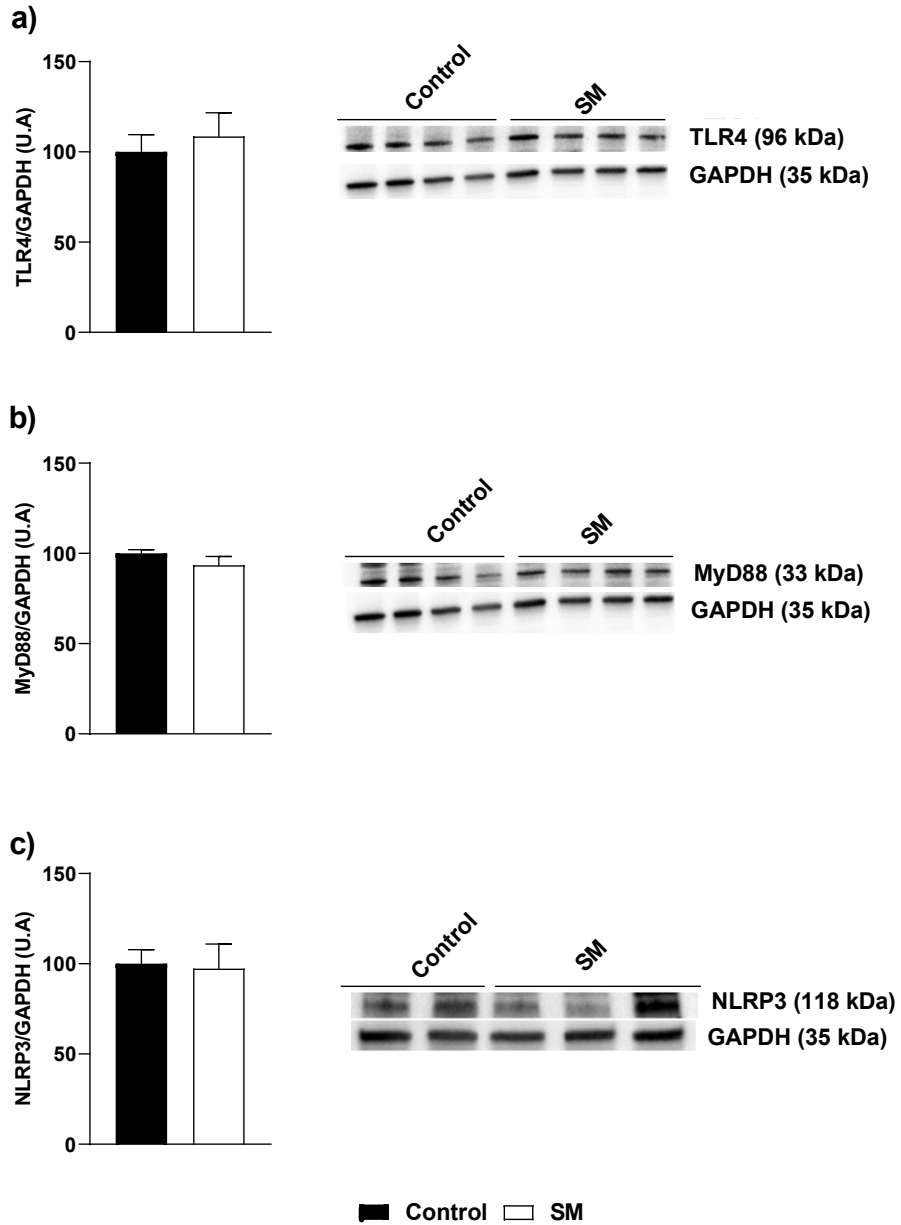 a)
150
100
50
0
TLR4/GAPDH (U.A)
Control
SM
TLR4 (96 kDa)
GAPDH (35 kDa)
b)
150
100
50
0
MyD88/GAPDH (U.A)
Control
SM
MyD88 (33 kDa)
GAPDH (35 kDa)
c)
150
100
50
0
NLRP3/GAPDH (U.A)
Control
SM
NLRP3 (118 kDa)
GAPDH (35 kDa)
Control SM